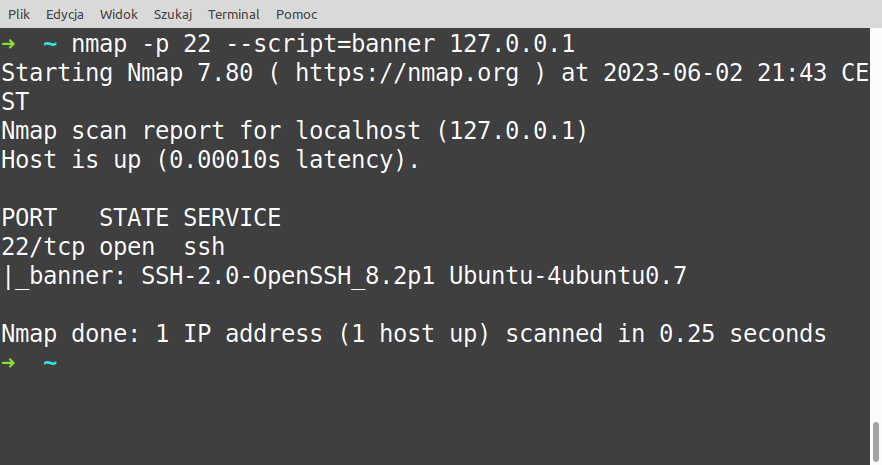 Plik Edycja Widok Szukaj Terminal Pomoc
➜ ~ nmap -p 22 --script=banner 127.0.0.1
Starting Nmap 7.80 ( https://nmap.org ) at 2023-06-02 21:43 CE
ST
Nmap scan report for localhost (127.0.0.1)
Host is up (0.00010s latency).
PORT   STATE SERVICE
22/tcp open  ssh
|_banner: SSH-2.0-OpenSSH_8.2p1 Ubuntu-4ubuntu0.7
Nmap done: 1 IP address (1 host up) scanned in 0.25 seconds
➜ ~